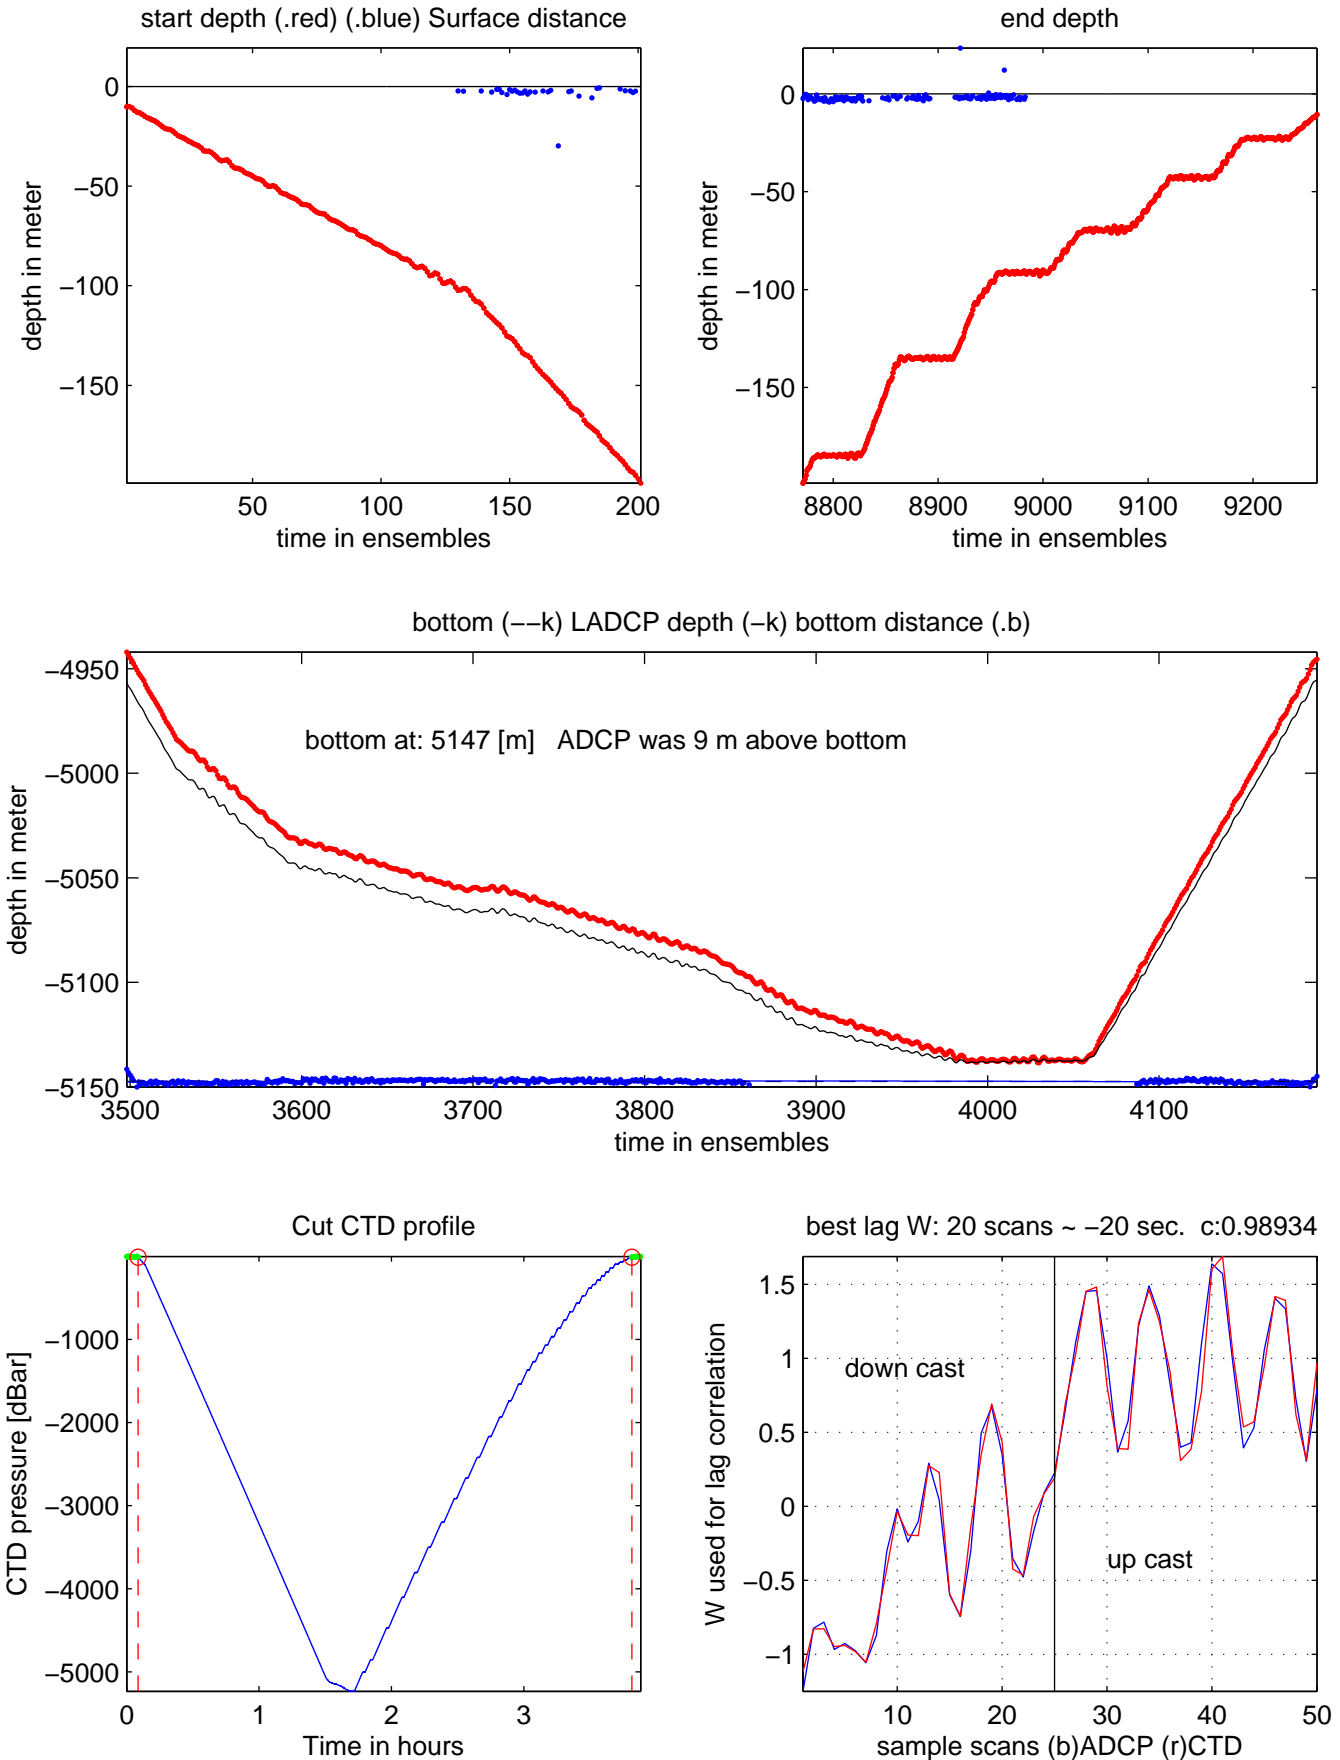 start depth (.red) (.blue) Surface distance
0
−50
−100
−150
depth in meter
50
100
150
200
time in ensembles
end depth
0
−50
−100
−150
depth in meter
8800
8900
9000
9100
9200
time in ensembles
bottom (−−k) LADCP depth (−k) bottom distance (.b)
−4950
−5000
−5050
−5100
−5150
depth in meter
bottom at: 5147 [m]   ADCP was 9 m above bottom
3500
3600
3700
3800
3900
4000
4100
time in ensembles
Cut CTD profile
−1000
−2000
−3000
−4000
−5000
CTD pressure [dBar]
0
1
2
3
Time in hours
best lag W: 20 scans ~ −20 sec.  c:0.98934
1.5
1
0.5
0
−0.5
−1
W used for lag correlation
down cast
up cast
10
20
30
40
50
sample scans (b)ADCP (r)CTD